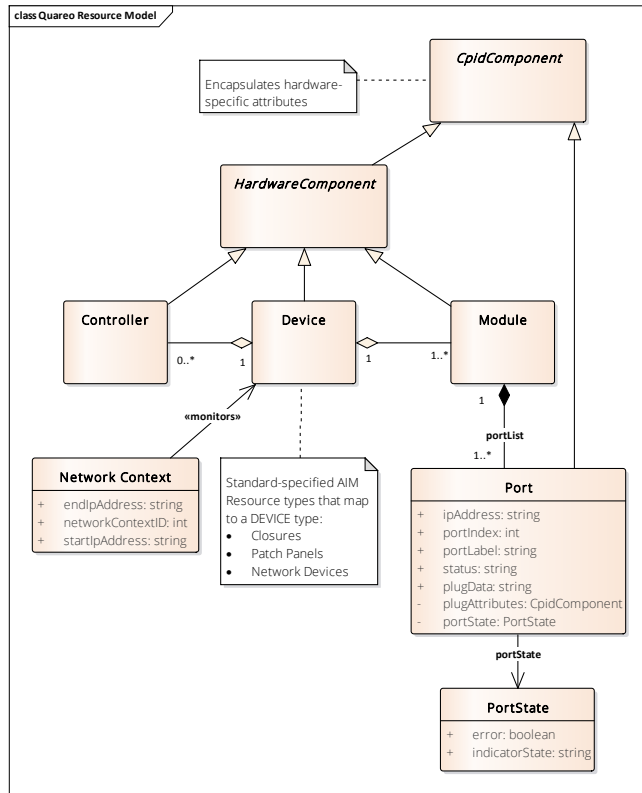 class Quareo Resource Model
CpidComponent
Encapsulates hardware-
specific attributes
HardwareComponent
Controller
Device
Module
0..*
1
1
1..*
«monitors»
1
portList
1..*
Network Context
+ endIpAddress: string
+ networkContextID: int
+ startIpAddress: string
Standard-specified AIM
Resource types that map
to a DEVICE type:
• Closures
• Patch Panels
• Network Devices
Port
+ ipAddress: string
+ portIndex: int
+ portLabel: string
+ status: string
+ plugData: string
- plugAttributes: CpidComponent
- portState: PortState
portState
PortState
+ error: boolean
+ indicatorState: string